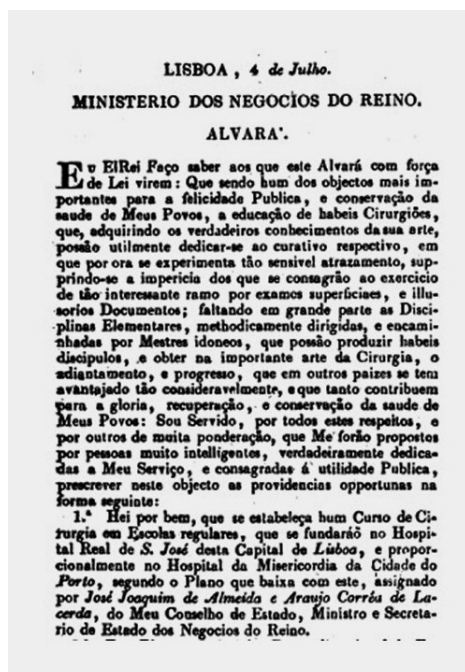 LISBOA , 4 de Julho.
MINISTERIO DOS NEGOCIOS DO REINO.
ALVARA'.
EU ElRei Faço saber aos que este Alvará com força
de Lei virem : Que sendo hum dos objectos mais im-
portantes para a felicidade Publica, e conservação da
saude de Meus Povos, a educação de habeis Cirurgiões,
que, adquirindo os verdadeiros conhecimentos da sua arte,
possão utilmente dedicar-se ao curativo respectivo, em
que por ora se experimenta tão sensivel atrazamento, sup-
prindo-se a impericia dos que se consagrão ao exercicio
de tão interessante ramo por exames superficiaes, e illu-
sorios Documentos; faltando em grande parte as Disci-
plinas Elementares, methodicamente dirigidas, e encami-
nhadas por Mestres idoneos, que possão produzir habeis
discipulos, e obter na importante arte da Cirurgia, o
adiantamento, e progresso, que em outros paizes se tem
avantajado tão consideravelmente, e que tanto contribuem
para a gloria, recuperação, e conservação da saude de
Meus Povos: Sou Servido, por todos estes respeitos, e
por outros de muita ponderação, que Me forão propostos
por pessoas muito intelligentes, verdadeiramente dedica-
das a Meu Serviço, e consagradas á utilidade Publica,
prescrever neste objecto as providencias opportunas na
forma seguinte:
1.ª Hei por bem, que se estabeleça hum Curso de Ci-
rurgia em Escolas regulares, que se fundaráõ no Hospi-
tal Real de S. José desta Capital de Lisboa, e propor-
cionalmente no Hospital da Misericordia da Cidade do
Porto, segundo o Plano que baixa com este, assignado
por José Joaquim de Almeida e Araujo Corrêa de La-
cerda, do Meu Conselho de Estado, Ministro e Secreta-
rio de Estado dos Negocios do Reino.